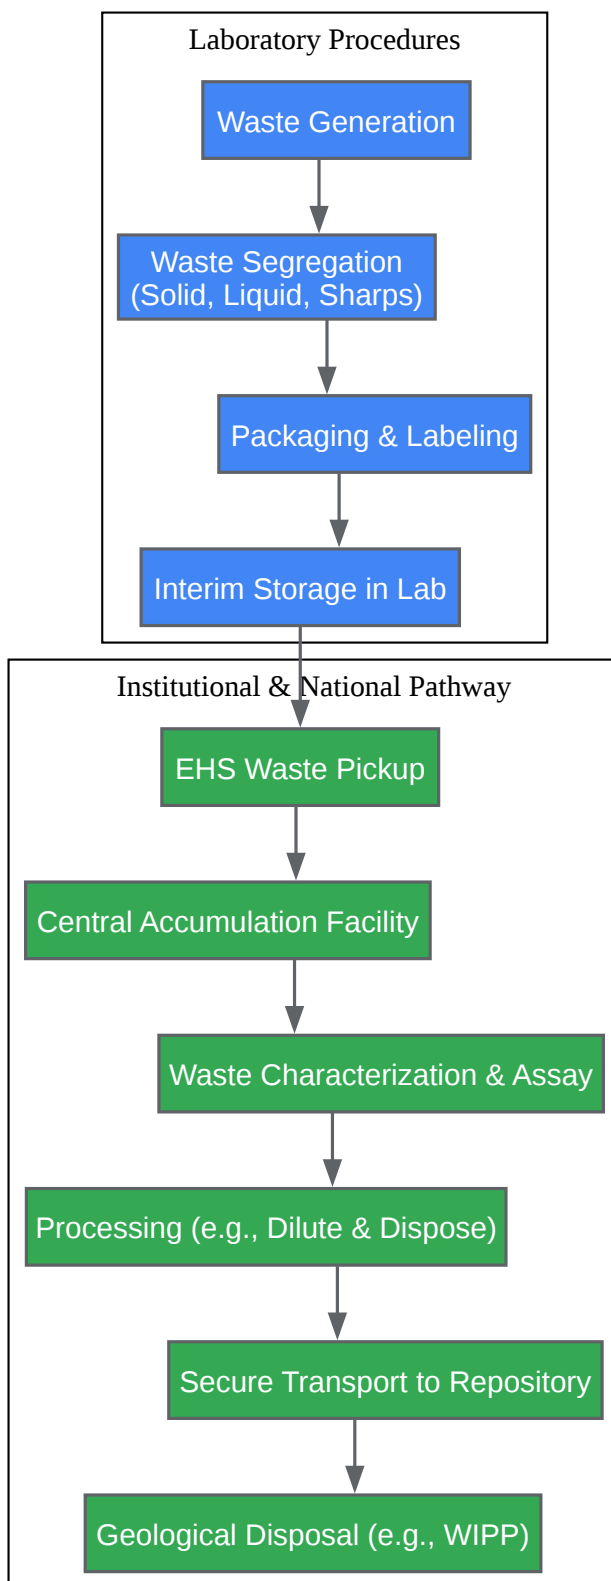 Laboratory Procedures
Waste Generation
Waste Segregation
(Solid, Liquid, Sharps)
Packaging & Labeling
Interim Storage in Lab
Institutional & National Pathway
EHS Waste Pickup
Central Accumulation Facility
Waste Characterization & Assay
Processing (e.g., Dilute & Dispose)
Secure Transport to Repository
Geological Disposal (e.g., WIPP)